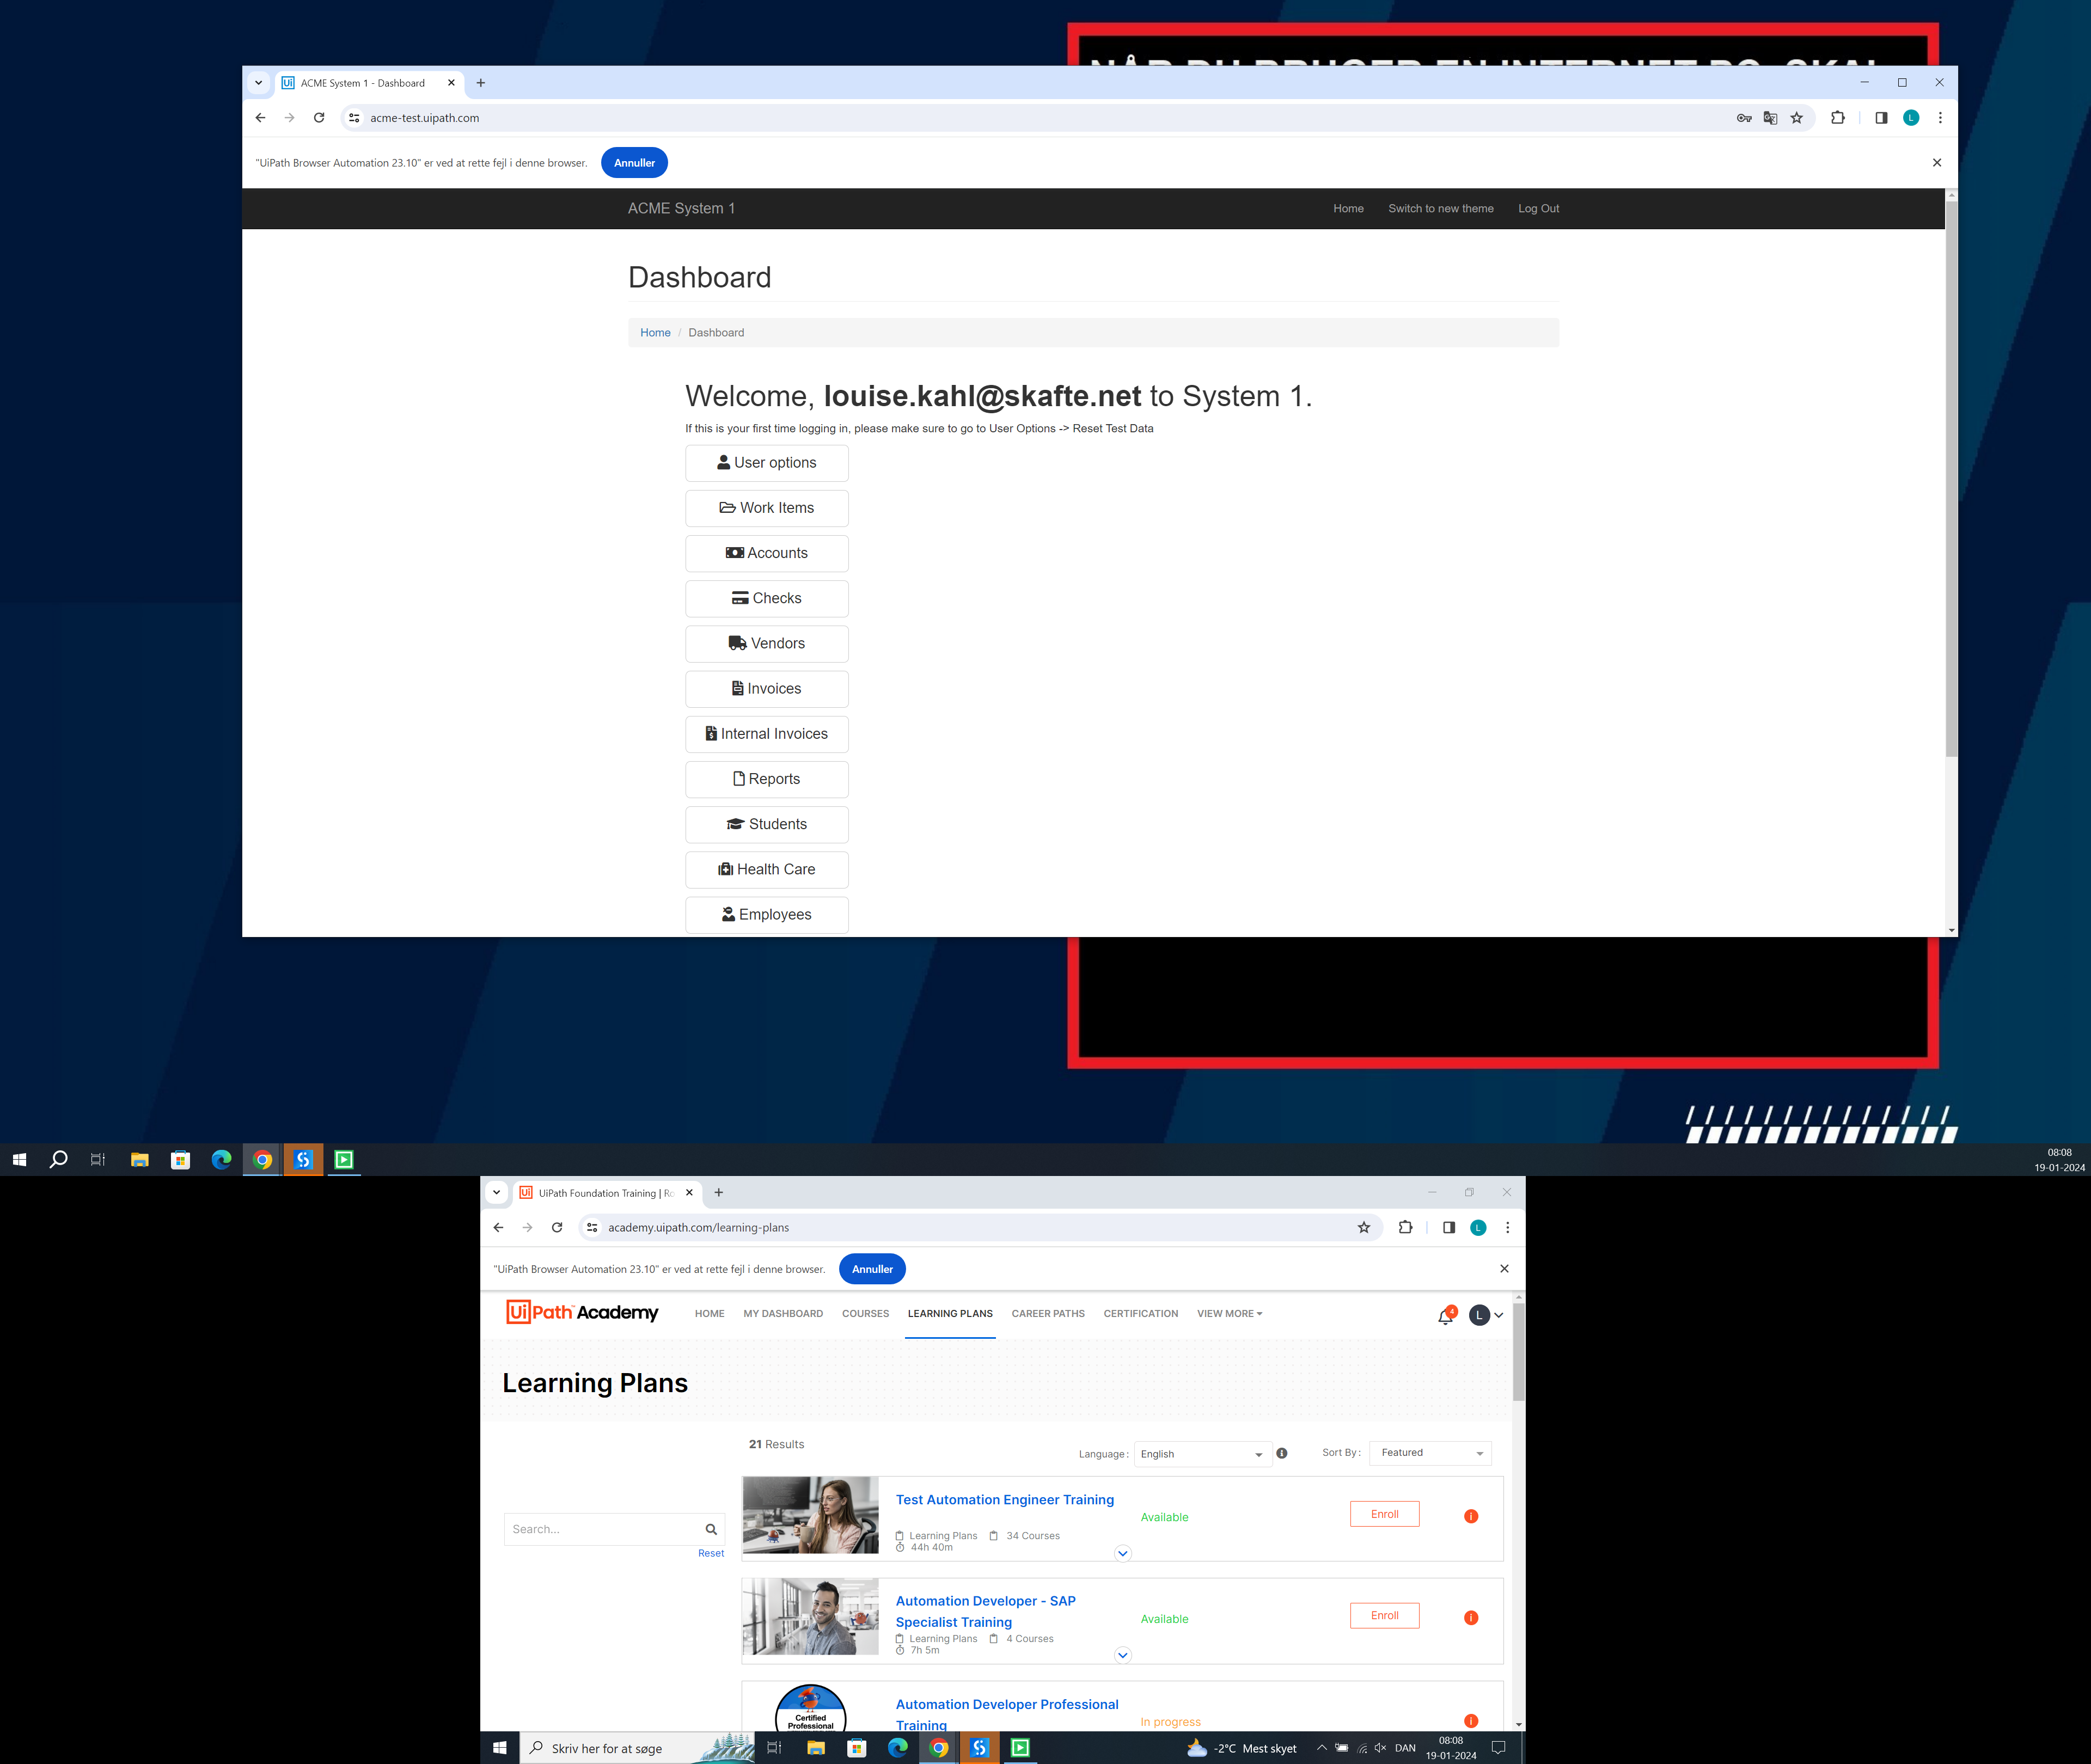 NÅR DU BRUGER EN INTERNET PC, SKAL
ACME System 1 - Dashboard
acme-test.uipath.com
L
"UiPath Browser Automation 23.10" er ved at rette fejl i denne browser.
Annuller
ACME System 1
Home
Switch to new theme
Log Out
Dashboard
Home / Dashboard
Welcome, louise.kahl@skafte.net to System 1.
If this is your first time logging in, please make sure to go to User Options -> Reset Test Data
User options
Work Items
Accounts
Checks
Vendors
Invoices
Internal Invoices
Reports
Students
Health Care
Employees
08:08
19-01-2024
UiPath Foundation Training | Ro
academy.uipath.com/learning-plans
L
"UiPath Browser Automation 23.10" er ved at rette fejl i denne browser.
Annuller
UiPath Academy
HOME
MY DASHBOARD
COURSES
LEARNING PLANS
CAREER PATHS
CERTIFICATION
VIEW MORE
4
L
Learning Plans
21 Results
Language:
English
Sort By:
Featured
Search...
Reset
Test Automation Engineer Training
Learning Plans
34 Courses
44h 40m
Available
Enroll
Automation Developer - SAP
Specialist Training
Learning Plans
4 Courses
7h 5m
Available
Enroll
Certified
Professional
Automation Developer Professional
Training
In progress
Skriv her for at søge
-2°C Mest skyet
DAN
08:08
19-01-2024